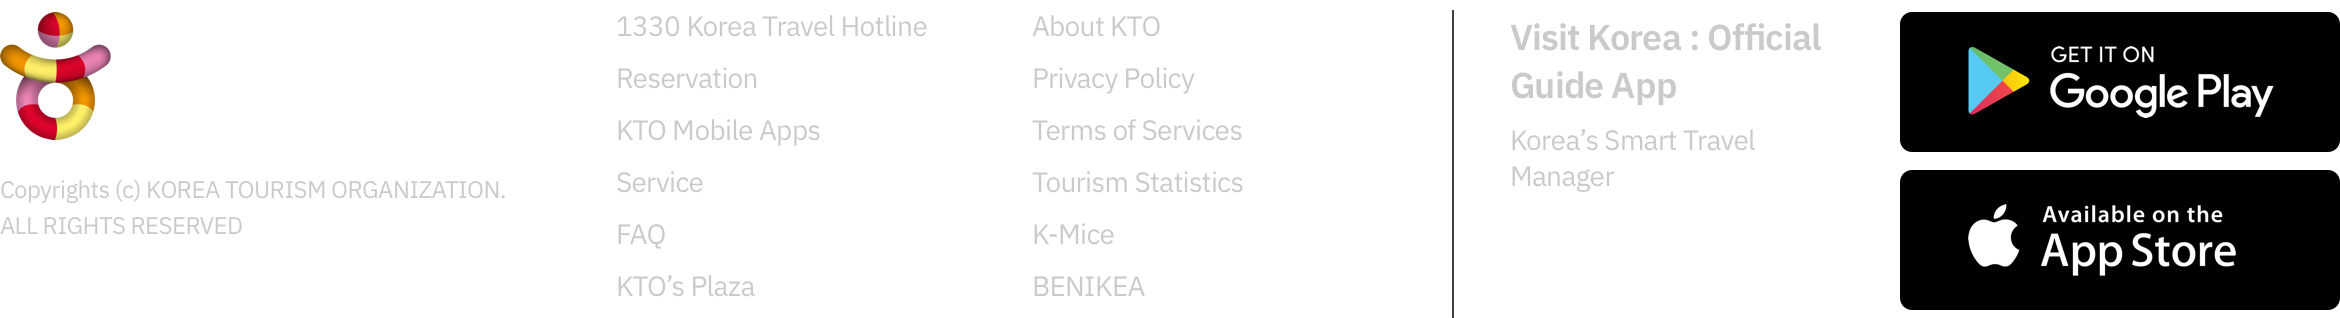 Copyrights (c) KOREA TOURISM ORGANIZATION.
ALL RIGHTS RESERVED
1330 Korea Travel Hotline
Reservation
KTO Mobile Apps
Service
FAQ
KTO’s Plaza
About KTO
Privacy Policy
Terms of Services
Tourism Statistics
K-Mice
BENIKEA
Visit Korea : Official
Guide App
Korea’s Smart Travel
Manager
GET IT ON
Google Play
Available on the
App Store